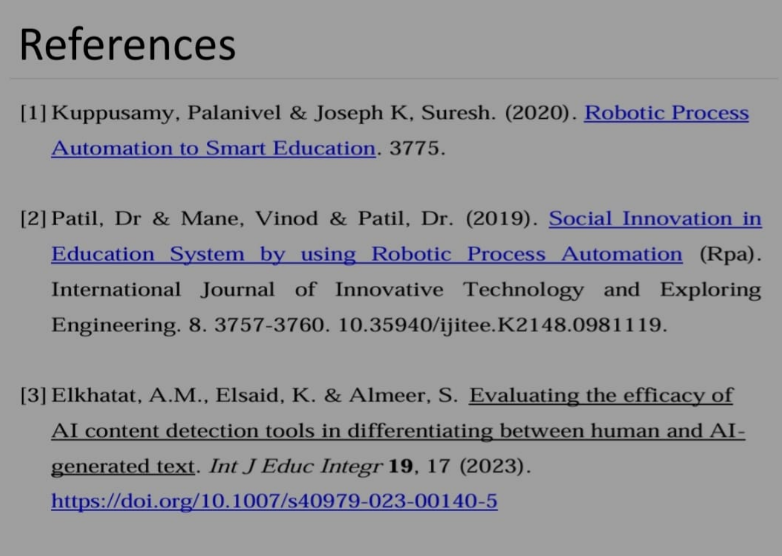 References
[1] Kuppusamy, Palanivel & Joseph K, Suresh. (2020). Robotic Process
Automation to Smart Education. 3775.
[2] Patil, Dr & Mane, Vinod & Patil, Dr. (2019). Social Innovation in
Education System by using Robotic Process Automation (Rpa).
International Journal of Innovative Technology and Exploring
Engineering. 8. 3757-3760. 10.35940/ijitee.K2148.0981119.
[3] Elkhatat, A.M., Elsaid, K. & Almeer, S. Evaluating the efficacy of
AI content detection tools in differentiating between human and AI-
generated text. Int J Educ Integr 19, 17 (2023).
https://doi.org/10.1007/s40979-023-00140-5